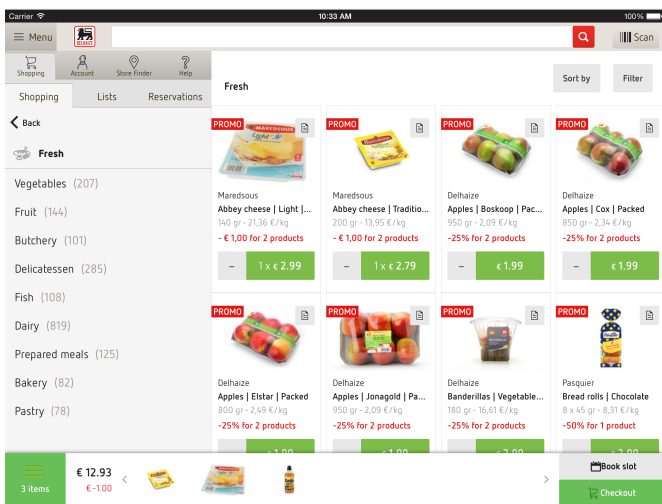 Carrier 10:33 AM 100%
Menu DELHAIZE Scan
Shopping Account Store Finder Help
Shopping Lists Reservations
Back
Fresh
Vegetables (207)
Fruit (144)
Butchery (101)
Delicatessen (285)
Fish (108)
Dairy (819)
Prepared meals (125)
Bakery (82)
Pastry (78)
Fresh Sort by Filter
PROMO PROMO PROMO PROMO
MAREDSOUS
Light
Maredsous Maredsous Delhaize Delhaize
Abbey cheese | Light |... Abbey cheese | Traditio... Apples | Boskoop | Pac... Apples | Cox | Packed
140 gr - 21,36 €/kg 200 gr - 13,95 €/kg 950 gr - 2,09 €/kg 850 gr - 2,34 €/kg
- € 1,00 for 2 products - € 1,00 for 2 products -25% for 2 products -25% for 2 products
– 1 x € 2.99 – 1 x € 2.79 – € 1.99 – € 1.99
PROMO PROMO PROMO PROMO
Delhaize Delhaize Delhaize Pasquier
Apples | Elstar | Packed Apples | Jonagold | Pa... Banderillas | Vegetable... Bread rolls | Chocolate
800 gr - 2,49 €/kg 950 gr - 2,09 €/kg 180 gr - 16,61 €/kg 8 x 45 gr - 8,31 €/kg
-25% for 2 products -25% for 2 products -25% for 2 products -50% for 1 product
3 items
€ 12.93
€ -1.00
Book slot
Checkout